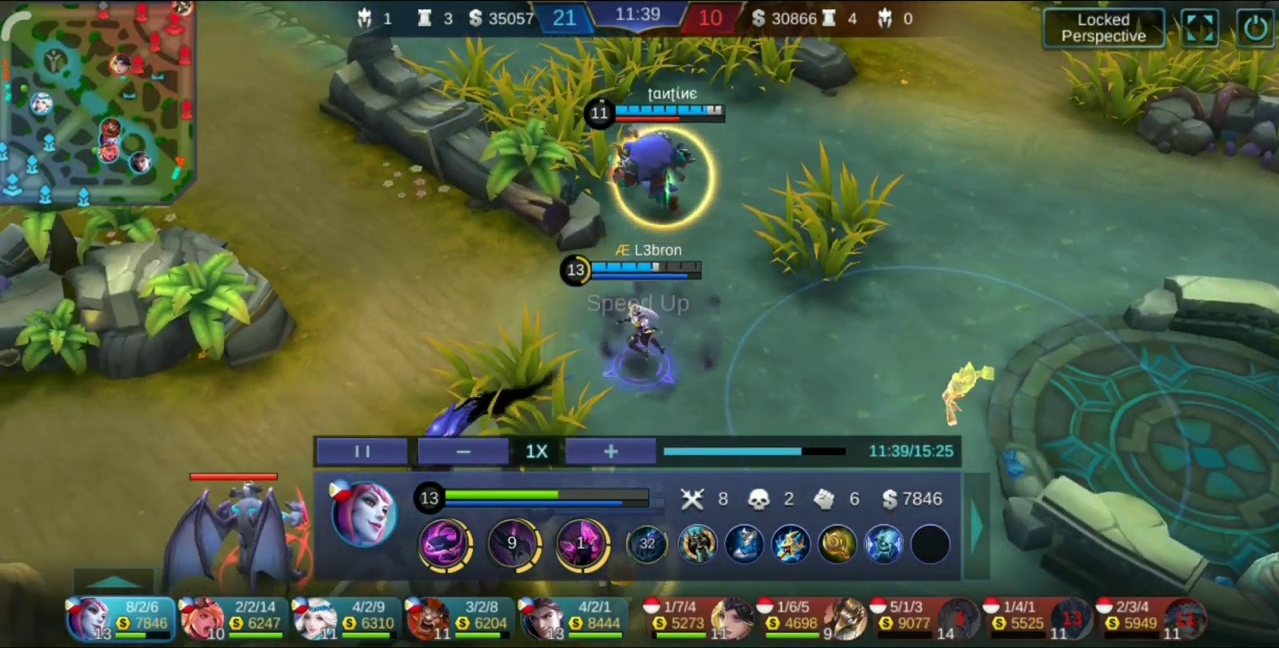 1 3 $ 35057 21 11:39 10 $ 30866 4 0
Locked
Perspective
ţαиţιиє
11
Æ L3bron
13
Speed Up
− 1X + 11:39/15:25
13 8 2 6 $ 7846
9 1 32
8/2/6 2/2/14 4/2/9 3/2/8 4/2/1 1/7/4 1/6/5 5/1/3 1/4/1 2/3/4
7846 6247 6310 6204 8444 5273 4698 9077 5525 5949
13 10 11 11 13 11 9 14 11 11